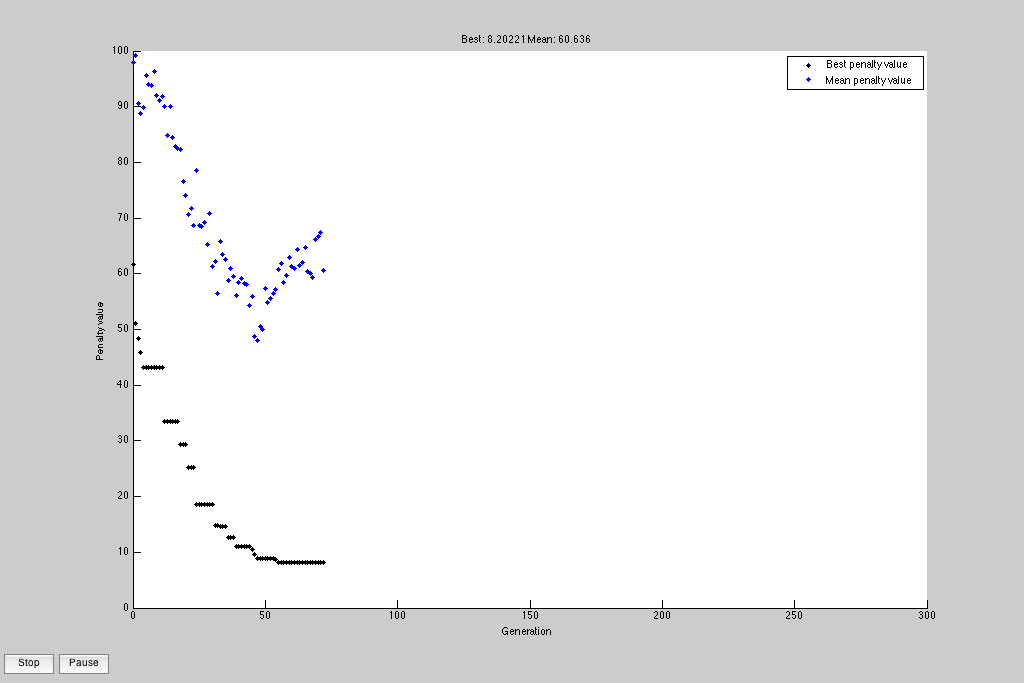 Best: 8.20221 Mean: 60.636
Best penalty value
Mean penalty value
100
90
80
70
60
50
40
30
20
10
0
Penalty value
0 50 100 150 200 250 300
Generation
Stop Pause